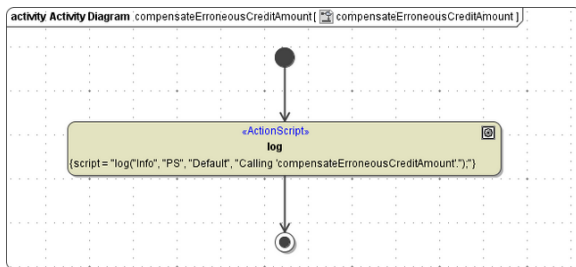 activity Activity Diagram compensateErroneousCreditAmount[ compensateErroneousCreditAmount ]
«ActionScript»
log
{script = "log("Info", "PS", "Default", "Calling 'compensateErroneousCreditAmount'.");"}